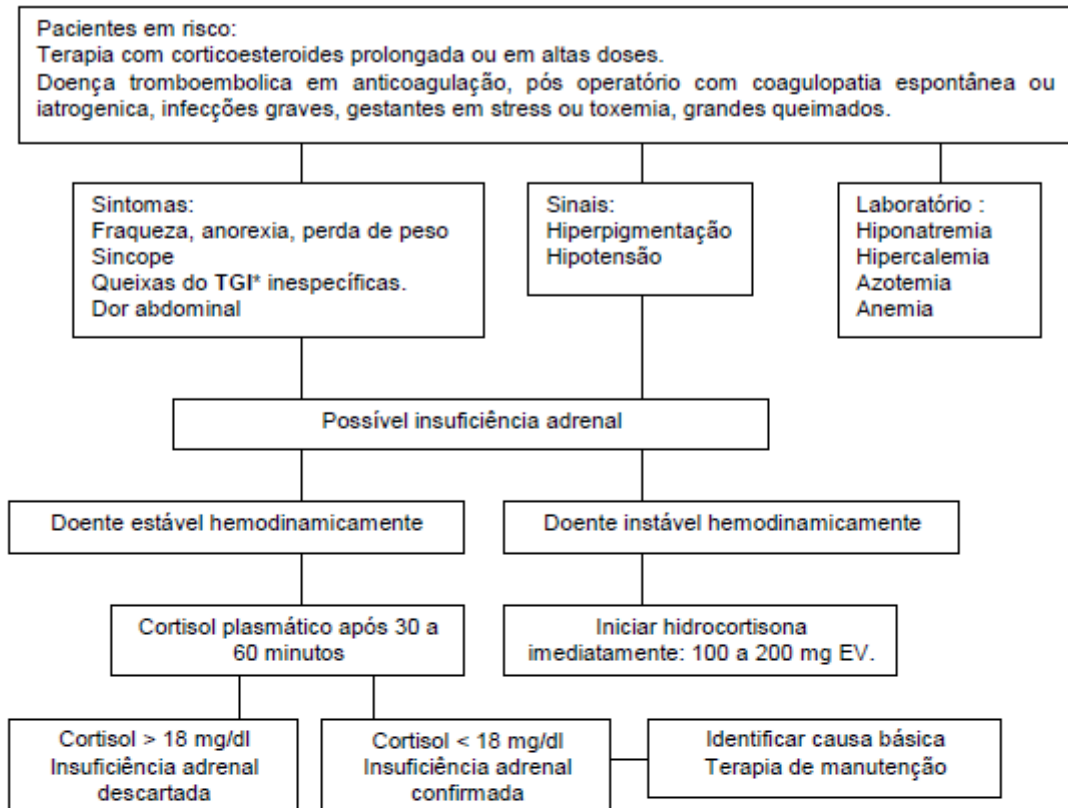 Pacientes em risco:
Terapia com corticoesteroides prolongada ou em altas doses.
Doença tromboembolica em anticoagulação, pós operatório com coagulopatia espontânea ou
iatrogenica, infecções graves, gestantes em stress ou toxemia, grandes queimados.
Sintomas:
Fraqueza, anorexia, perda de peso
Sincope
Queixas do TGI* inespecíficas.
Dor abdominal
Sinais:
Hiperpigmentação
Hipotensão
Laboratório :
Hiponatremia
Hipercalemia
Azotemia
Anemia
Possível insuficiência adrenal
Doente estável hemodinamicamente
Doente instável hemodinamicamente
Cortisol plasmático após 30 a
60 minutos
Iniciar hidrocortisona
imediatamente: 100 a 200 mg EV.
Cortisol > 18 mg/dl
Insuficiência adrenal
descartada
Cortisol < 18 mg/dl
Insuficiência adrenal
confirmada
Identificar causa básica
Terapia de manutenção